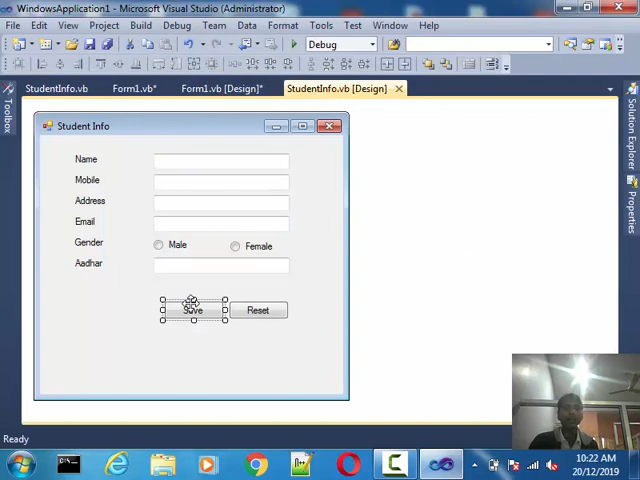 WindowsApplication1 - Microsoft Visual Studio (Administrator)
File Edit View Project Build Debug Team Data Format Tools Test Window Help
Debug
StudentInfo.vb Form1.vb* Form1.vb [Design]* StudentInfo.vb [Design]
Toolbox
Solution Explorer
Properties
Student Info
Name
Mobile
Address
Email
Gender Male Female
Aadhar
Save Reset
Ready
10:22 AM
20/12/2019